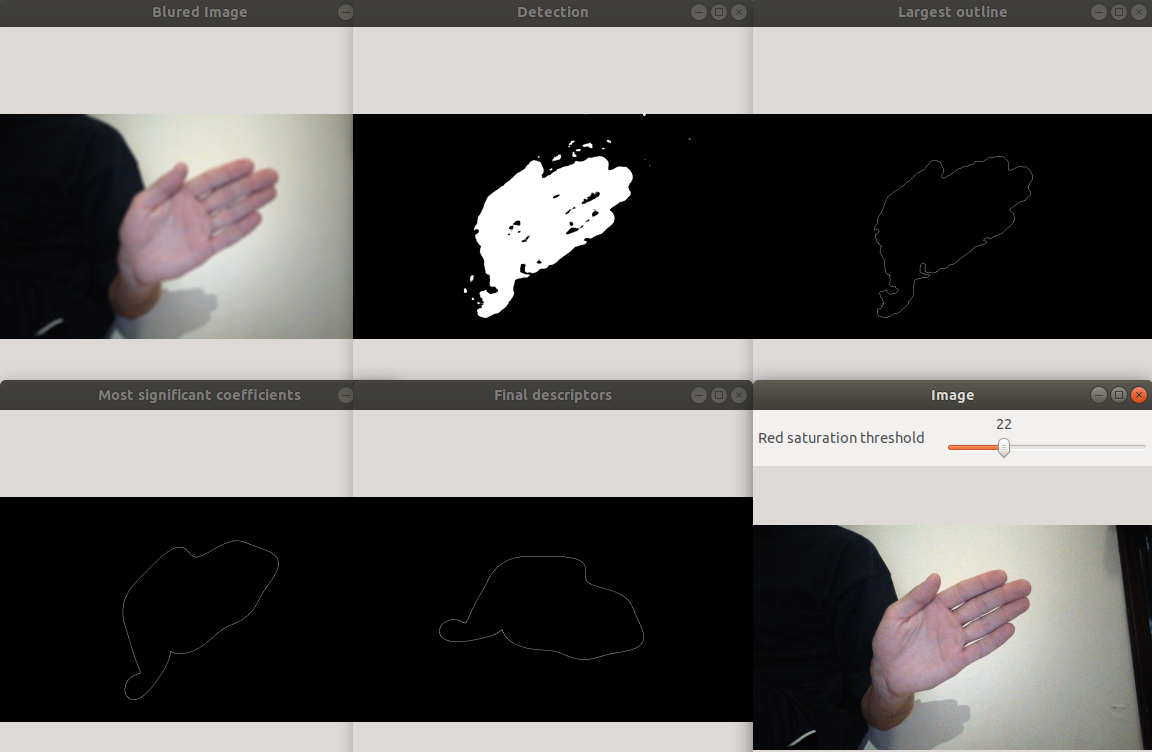 Blured Image
Detection
Largest outline
Most significant coefficients
Final descriptors
Image
22
Red saturation threshold